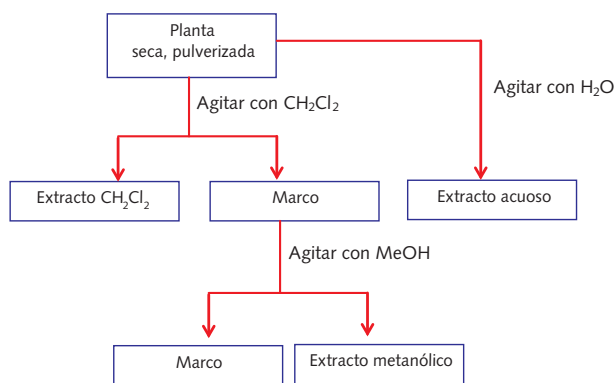 Planta
seca, pulverizada
Agitar con CH₂Cl₂
Agitar con H₂O
Extracto CH₂Cl₂
Marco
Extracto acuoso
Agitar con MeOH
Marco
Extracto metanólico